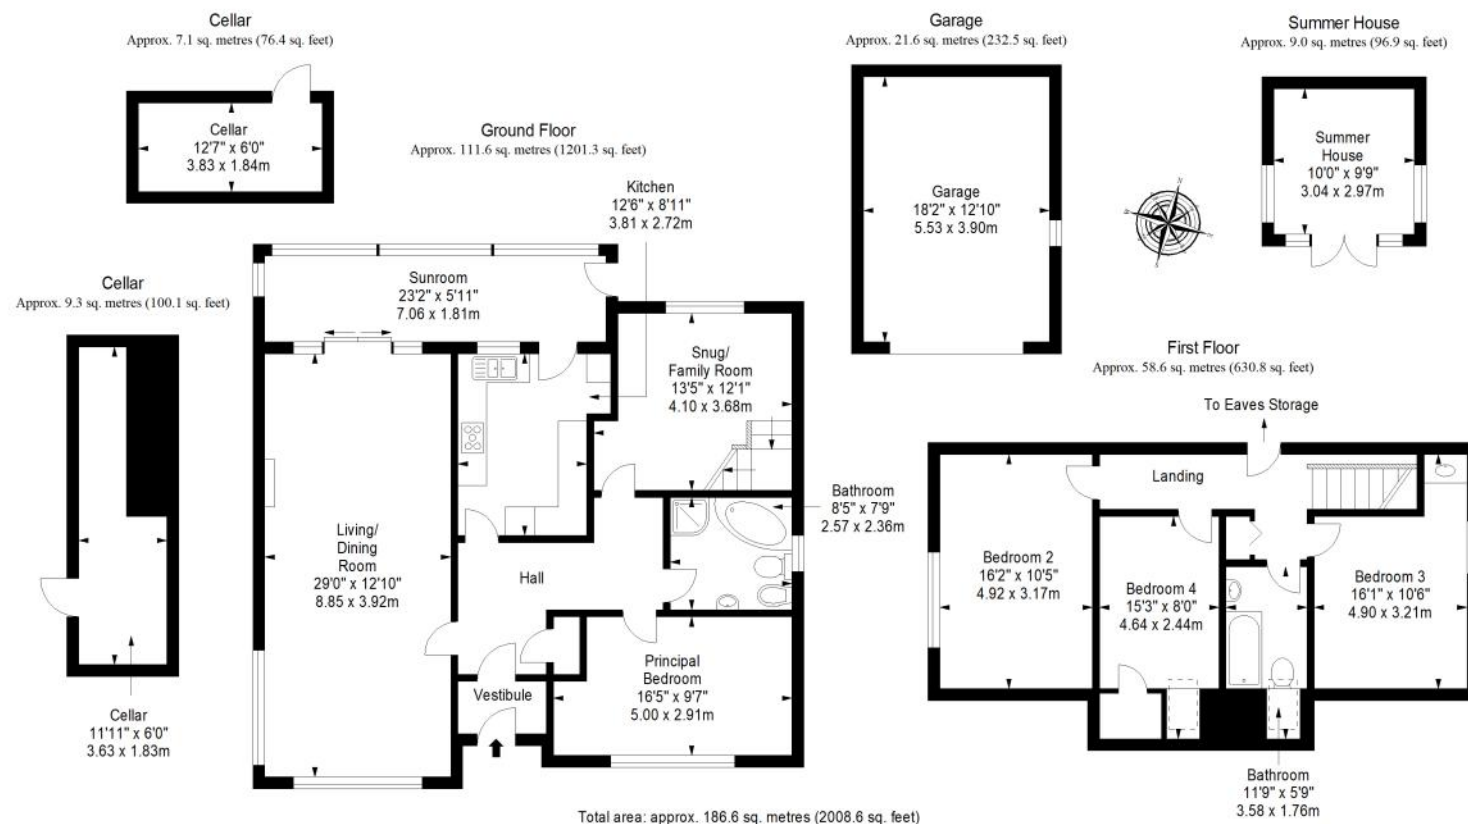 Cellar
Approx. 7.1 sq. metres (76.4 sq. feet)
Cellar
12'7" x 6'0"
3.83 x 1.84m
Garage
Approx. 21.6 sq. metres (232.5 sq. feet)
Garage
18'2" x 12'10"
5.53 x 3.90m
Summer House
Approx. 9.0 sq. metres (96.9 sq. feet)
Summer
House
10'0" x 9'9"
3.04 x 2.97m
Ground Floor
Approx. 111.6 sq. metres (1201.3 sq. feet)
Kitchen
12'6" x 8'11"
3.81 x 2.72m
Sunroom
23'2" x 5'11"
7.06 x 1.81m
Snug/
Family Room
13'5" x 12'1"
4.10 x 3.68m
Living/
Dining
Room
29'0" x 12'10"
8.85 x 3.92m
Hall
Bathroom
8'5" x 7'9"
2.57 x 2.36m
Principal
Bedroom
16'5" x 9'7"
5.00 x 2.91m
Vestibule
Cellar
Approx. 9.3 sq. metres (100.1 sq. feet)
Cellar
11'11" x 6'0"
3.63 x 1.83m
First Floor
Approx. 58.6 sq. metres (630.8 sq. feet)
To Eaves Storage
Landing
Bedroom 2
16'2" x 10'5"
4.92 x 3.17m
Bedroom 4
15'3" x 8'0"
4.64 x 2.44m
Bedroom 3
16'1" x 10'6"
4.90 x 3.21m
Bathroom
11'9" x 5'9"
3.58 x 1.76m
Total area: approx. 186.6 sq. metres (2008.6 sq. feet)